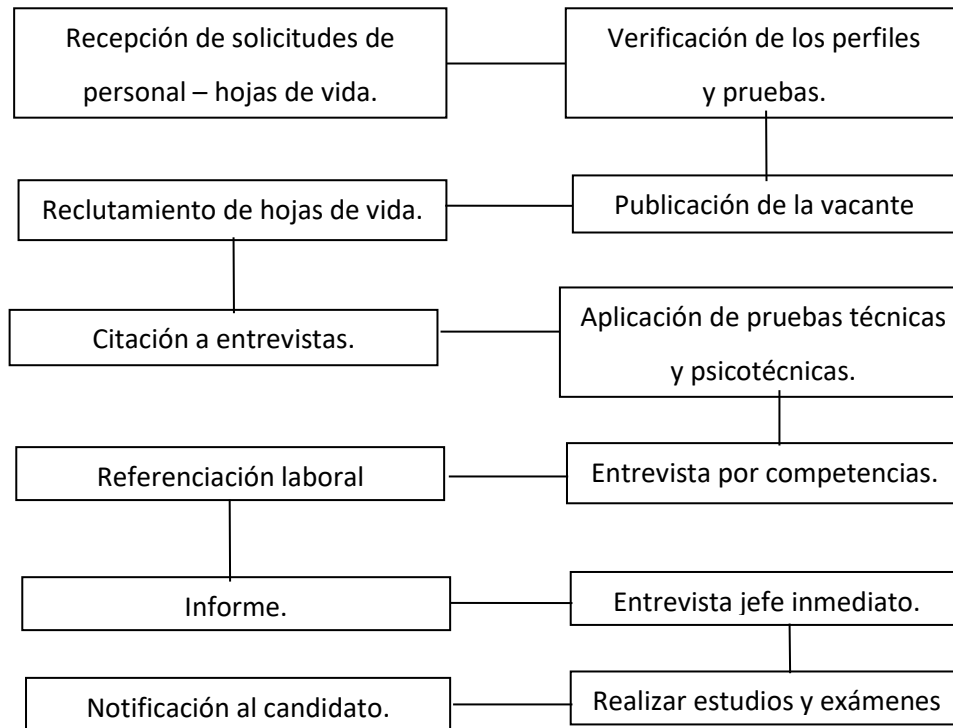 Recepción de solicitudes de
personal – hojas de vida.
Verificación de los perfiles
y pruebas.
Publicación de la vacante
Reclutamiento de hojas de vida.
Citación a entrevistas.
Aplicación de pruebas técnicas
y psicotécnicas.
Entrevista por competencias.
Referenciación laboral
Informe.
Entrevista jefe inmediato.
Realizar estudios y exámenes
Notificación al candidato.